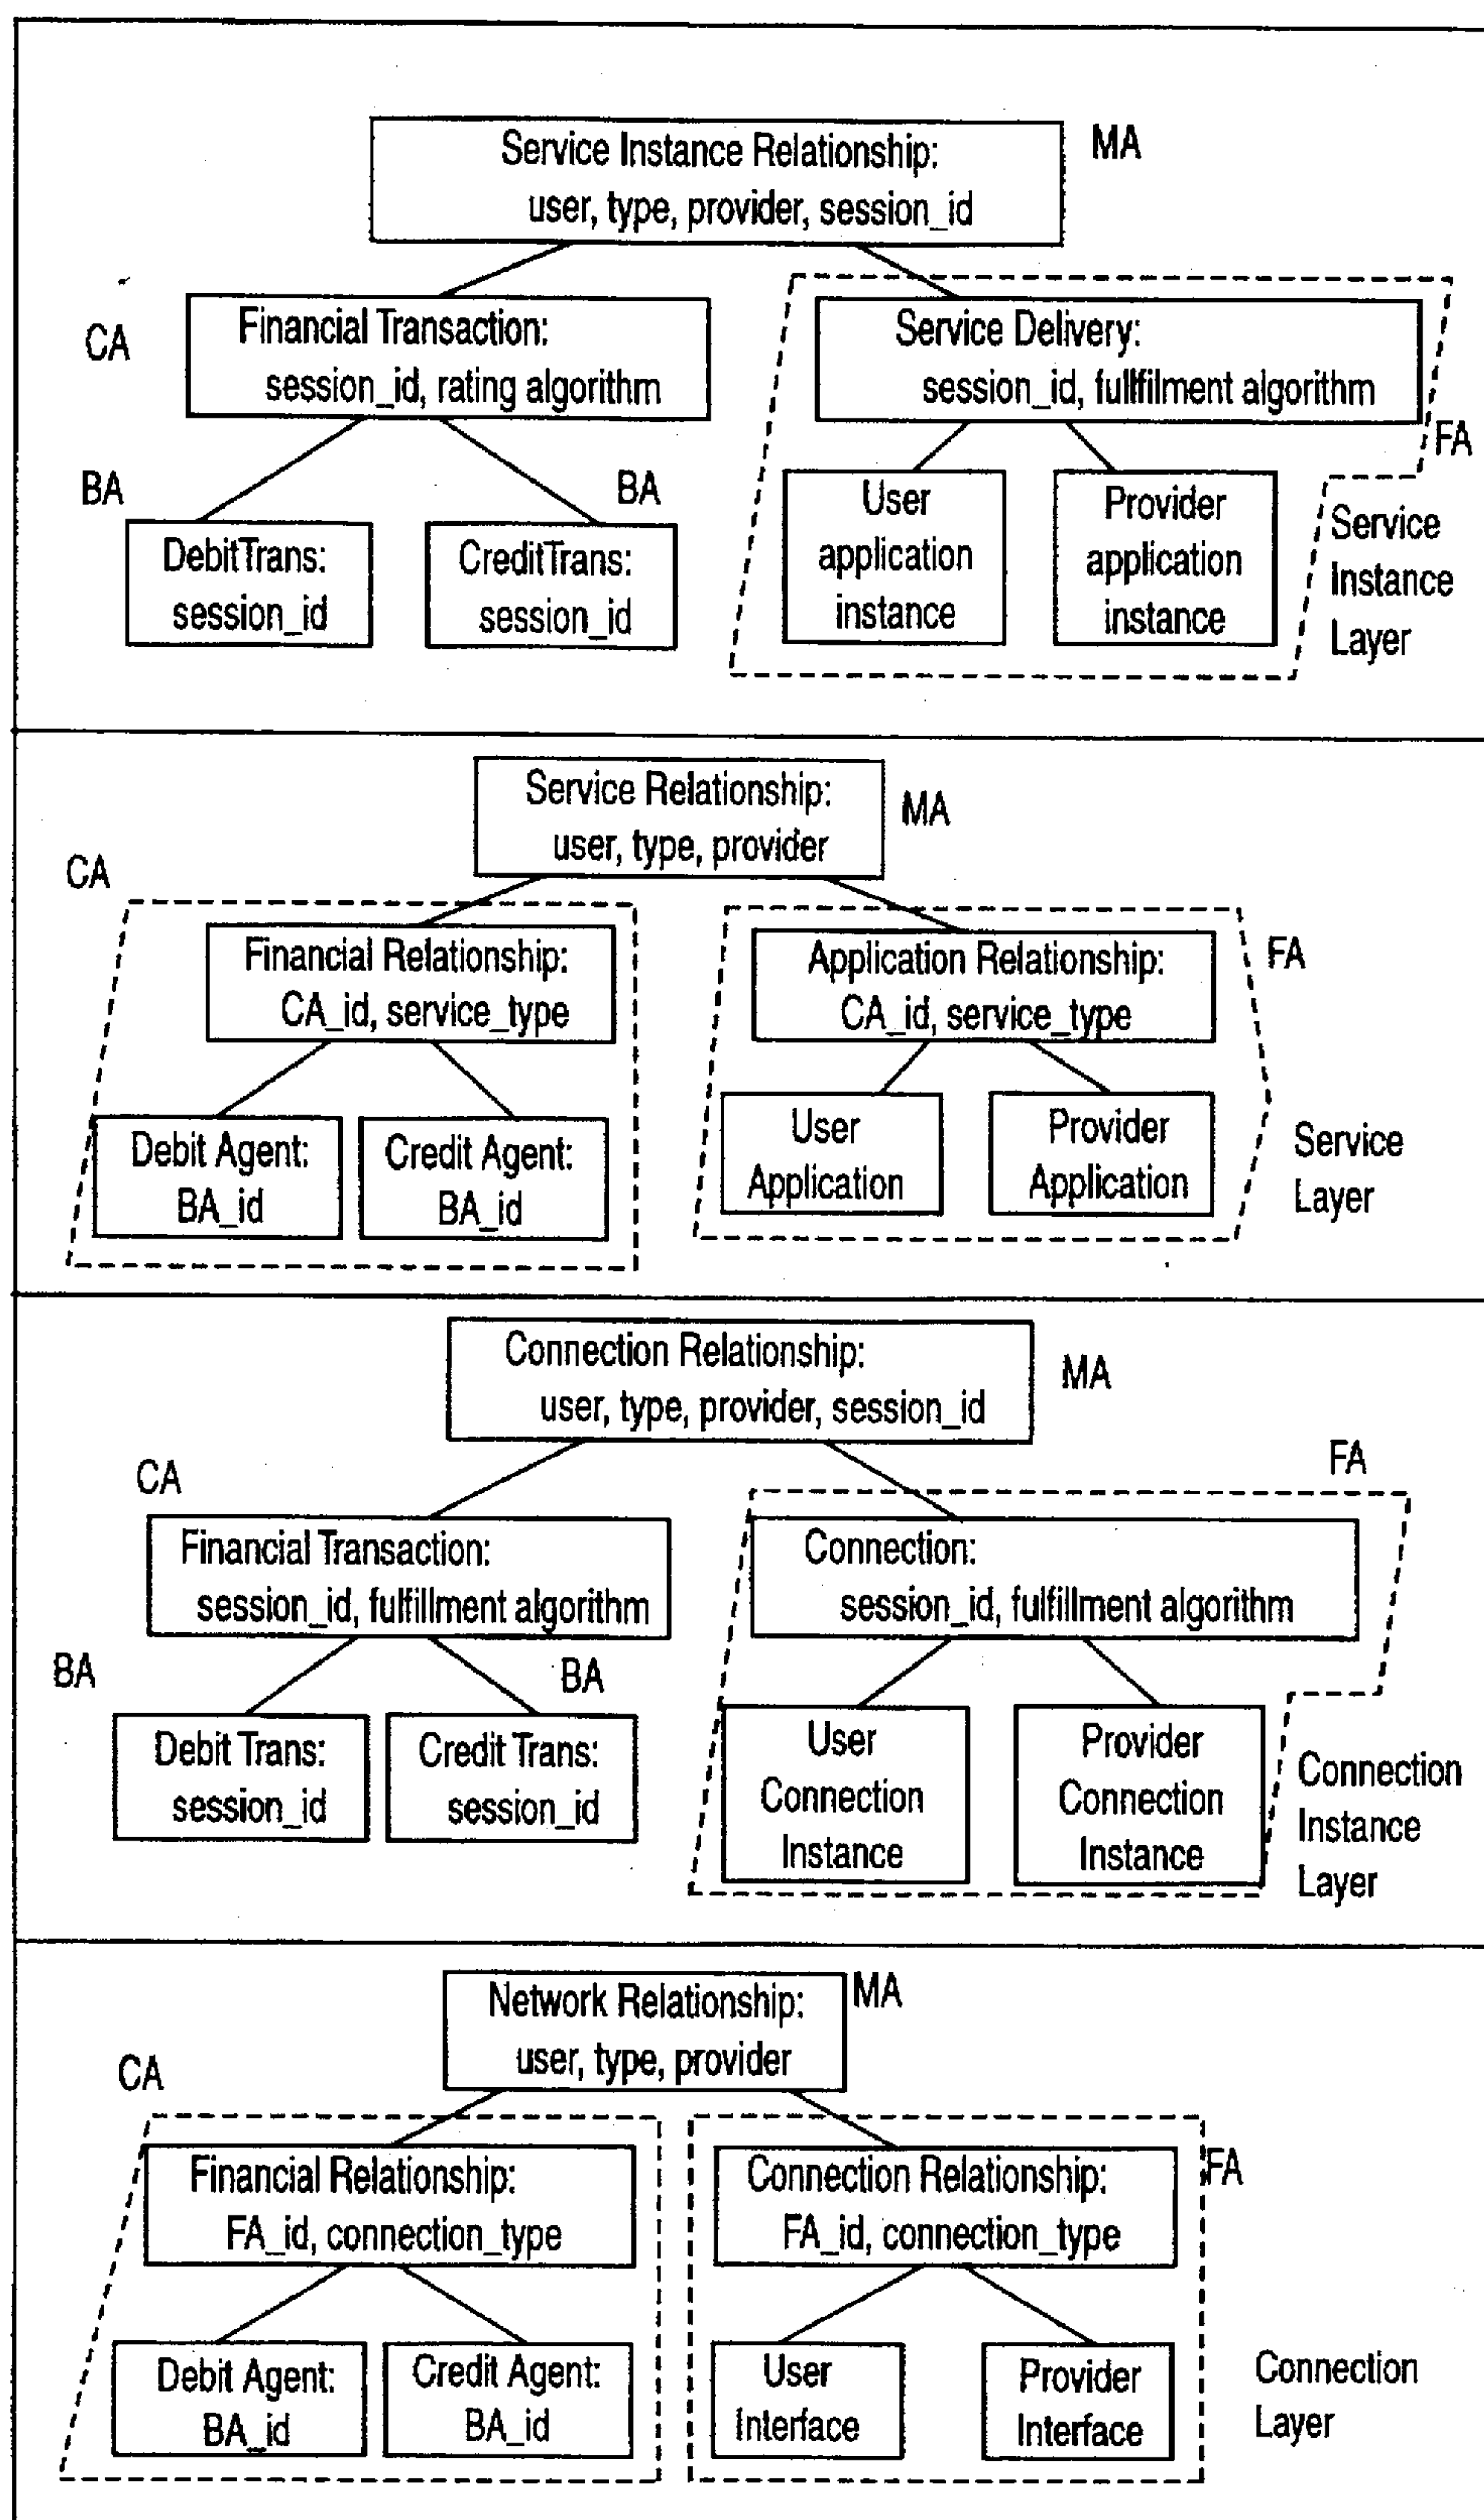 Service Instance Relationship:
user, type, provider, session_id
MA
CA
Financial Transaction:
session_id, rating algorithm
Service Delivery:
session_id, fullfilment algorithm
FA
BA
BA
DebitTrans:
session_id
CreditTrans:
session_id
User
application
instance
Provider
application
instance
Service
Instance
Layer
Service Relationship:
user, type, provider
MA
CA
Financial Relationship:
CA_id, service_type
Application Relationship:
CA_id, service_type
FA
Debit Agent:
BA_id
Credit Agent:
BA_id
User
Application
Provider
Application
Service
Layer
Connection Relationship:
user, type, provider, session_id
MA
CA
FA
Financial Transaction:
session_id, fulfillment algorithm
Connection:
session_id, fulfillment algorithm
BA
BA
Debit Trans:
session_id
Credit Trans:
session_id
User
Connection
Instance
Provider
Connection
Instance
Connection
Instance
Layer
Network Relationship:
user, type, provider
MA
CA
Financial Relationship:
FA_id, connection_type
Connection Relationship:
FA_id, connection_type
FA
Debit Agent:
BA_id
Credit Agent:
BA_id
User
Interface
Provider
Interface
Connection
Layer